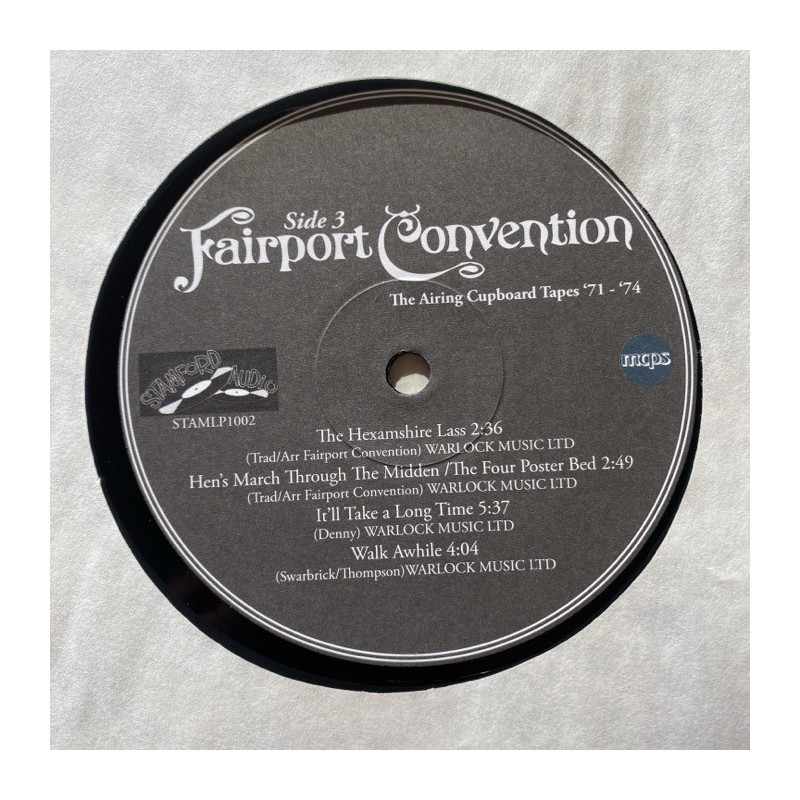 Side 3
Fairport Convention
The Airing Cupboard Tapes ‘71 - ‘74
STAMFORD AUDIO
mcps
STAMLP1002
The Hexamshire Lass 2:36
(Trad/Arr Fairport Convention) WARLOCK MUSIC LTD
Hen's March Through The Midden /The Four Poster Bed 2:49
(Trad/Arr Fairport Convention) WARLOCK MUSIC LTD
It'll Take a Long Time 5:37
(Denny) WARLOCK MUSIC LTD
Walk Awhile 4:04
(Swarbrick/Thompson)WARLOCK MUSIC LTD